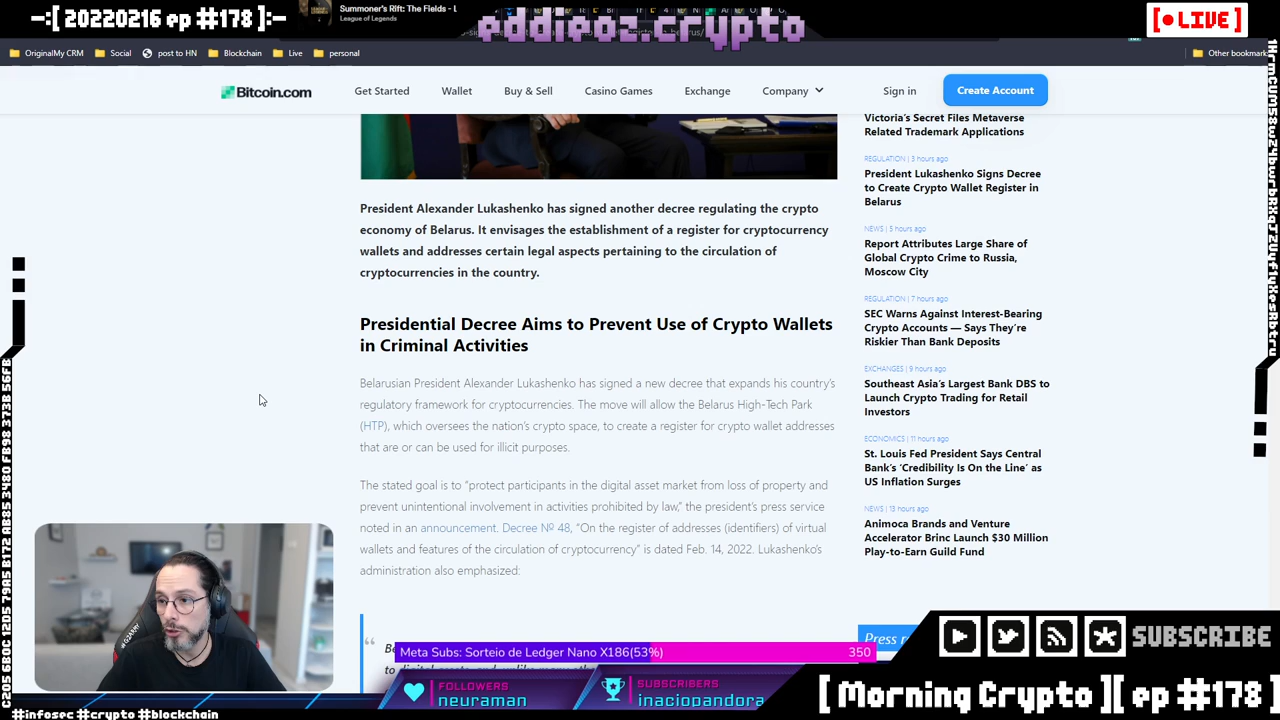 —:[ 20220216 ep #178 ]:—
Summoner's Rift: The Fields - L
League of Legends
eddieoz.crypto
[ ● LIVE ]
OriginalMy CRM
Social
post to HN
Blockchain
Live
personal
Other bookmark
Bitcoin.com
Get Started
Wallet
Buy & Sell
Casino Games
Exchange
Company
Sign in
Create Account
President Alexander Lukashenko has signed another decree regulating the crypto
economy of Belarus. It envisages the establishment of a register for cryptocurrency
wallets and addresses certain legal aspects pertaining to the circulation of
cryptocurrencies in the country.
Presidential Decree Aims to Prevent Use of Crypto Wallets
in Criminal Activities
Belarusian President Alexander Lukashenko has signed a new decree that expands his country's
regulatory framework for cryptocurrencies. The move will allow the Belarus High-Tech Park
(HTP), which oversees the nation's crypto space, to create a register for crypto wallet addresses
that are or can be used for illicit purposes.
The stated goal is to “protect participants in the digital asset market from loss of property and
prevent unintentional involvement in activities prohibited by law,” the president's press service
noted in an announcement. Decree № 48, “On the register of addresses (identifiers) of virtual
wallets and features of the circulation of cryptocurrency” is dated Feb. 14, 2022. Lukashenko's
administration also emphasized:
Victoria's Secret Files Metaverse
Related Trademark Applications
REGULATION | 3 hours ago
President Lukashenko Signs Decree
to Create Crypto Wallet Register in
Belarus
NEWS | 5 hours ago
Report Attributes Large Share of
Global Crypto Crime to Russia,
Moscow City
REGULATION | 7 hours ago
SEC Warns Against Interest-Bearing
Crypto Accounts — Says They're
Riskier Than Bank Deposits
EXCHANGES | 9 hours ago
Southeast Asia's Largest Bank DBS to
Launch Crypto Trading for Retail
Investors
ECONOMICS | 11 hours ago
St. Louis Fed President Says Central
Bank's ‘Credibility Is On the Line’ as
US Inflation Surges
NEWS | 13 hours ago
Animoca Brands and Venture
Accelerator Brinc Launch $30 Million
Play-to-Earn Guild Fund
Press r
Meta Subs: Sorteio de Ledger Nano X186(53%)
350
FOLLOWERS
neuraman
SUBSCRIBERS
inaciopandora
SUBSCRIBE
[ Morning Crypto ][ ep #178 ]
#infosec #crypto #blockchain